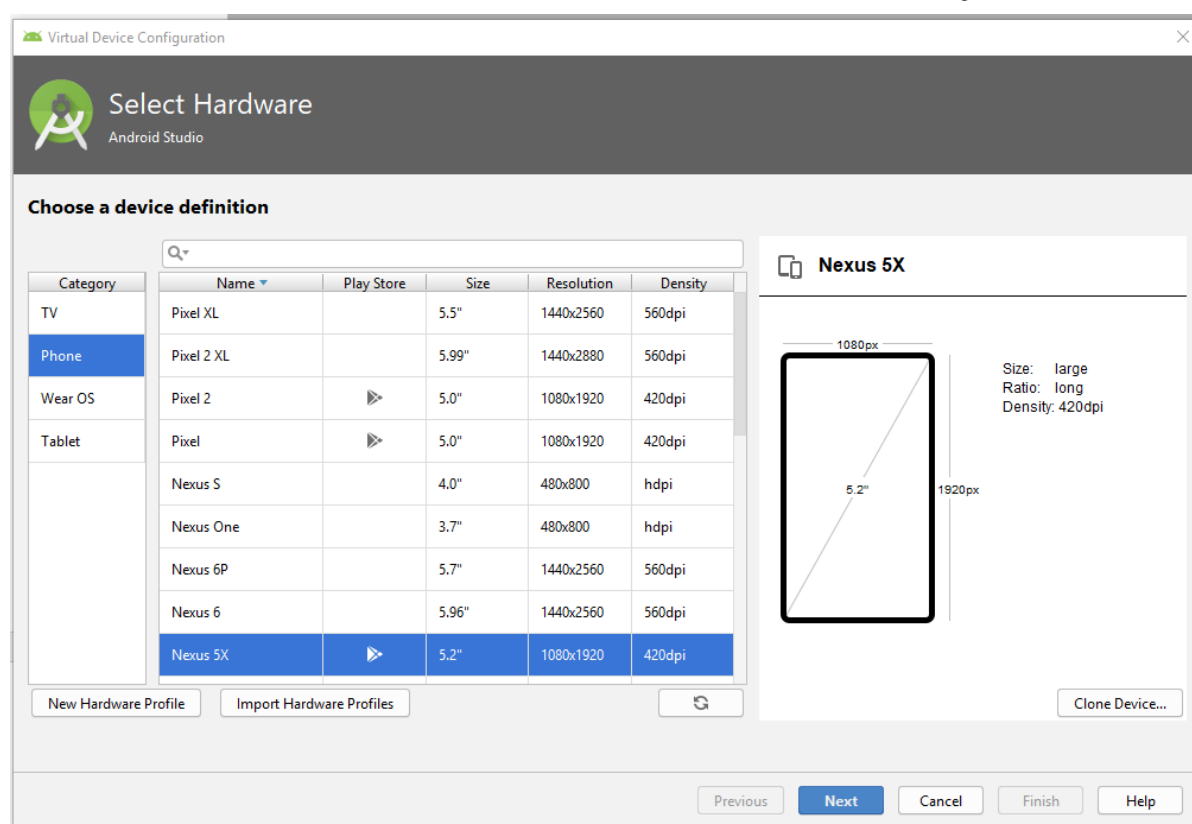 Virtual Device Configuration
Select Hardware
Android Studio
Choose a device definition
Category
TV
Phone
Wear OS
Tablet
Name Play Store Size Resolution Density
Pixel XL 5.5" 1440x2560 560dpi
Pixel 2 XL 5.99" 1440x2880 560dpi
Pixel 2 5.0" 1080x1920 420dpi
Pixel 5.0" 1080x1920 420dpi
Nexus S 4.0" 480x800 hdpi
Nexus One 3.7" 480x800 hdpi
Nexus 6P 5.7" 1440x2560 560dpi
Nexus 6 5.96" 1440x2560 560dpi
Nexus 5X 5.2" 1080x1920 420dpi
New Hardware Profile Import Hardware Profiles
Nexus 5X
1080px
5.2" 1920px
Size: large
Ratio: long
Density: 420dpi
Clone Device...
Previous Next Cancel Finish Help